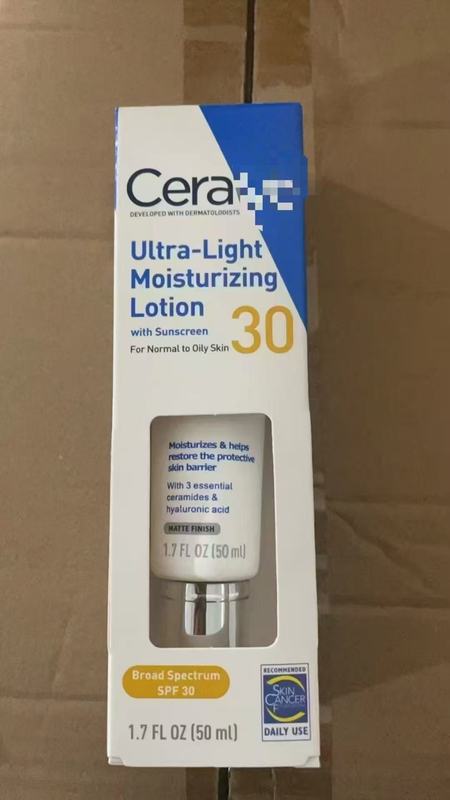 Cera
DEVELOPED WITH DERMATOLOGISTS
Ultra-Light
Moisturizing
Lotion
with Sunscreen
30
For Normal to Oily Skin
Moisturizes & helps
restore the protective
skin barrier
With 3 essential
ceramides &
hyaluronic acid
MATTE FINISH
1.7 FL OZ (50 ml)
Broad Spectrum
SPF 30
1.7 FL OZ (50 ml)
RECOMMENDED
SKIN
CANCER
DAILY USE